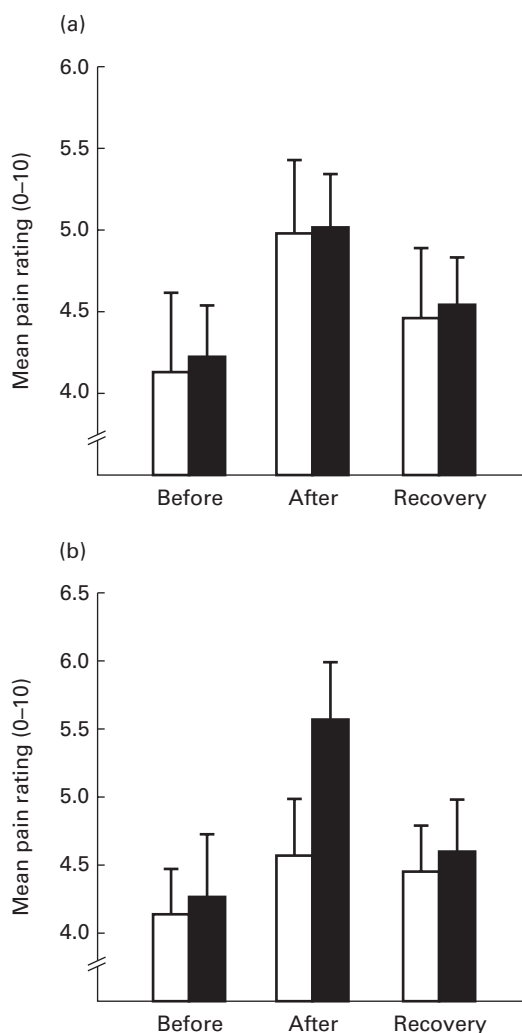 (a)
6.0
5.5
5.0
4.5
4.0
Mean pain rating (0–10)
Before After Recovery
(b)
6.5
6.0
5.5
5.0
4.5
4.0
Mean pain rating (0–10)
Before After Recovery